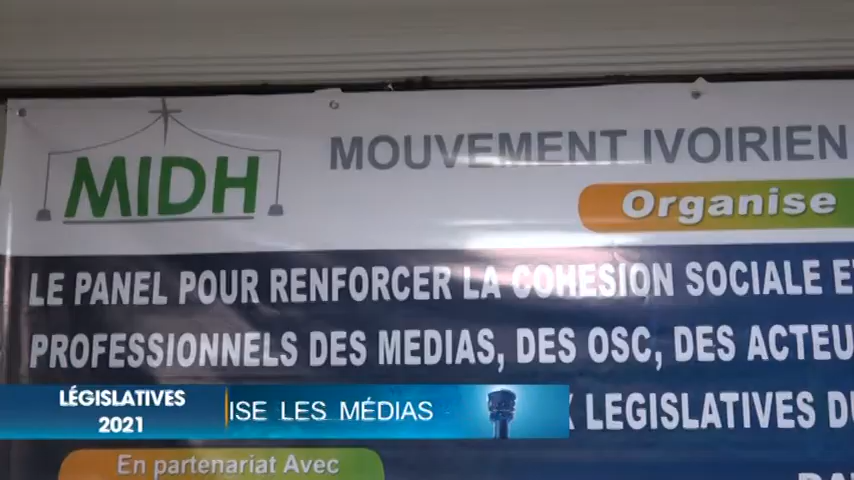 MIDH
MOUVEMENT IVOIRIEN
Organise
LE PANEL POUR RENFORCER LA COHESION SOCIALE
PROFESSIONNELS DES MEDIAS, DES OSC, DES ACTEU
LEGISLATIVES DU
LÉGISLATIVES
2021
ISE LES MÉDIAS
En partenariat Avec